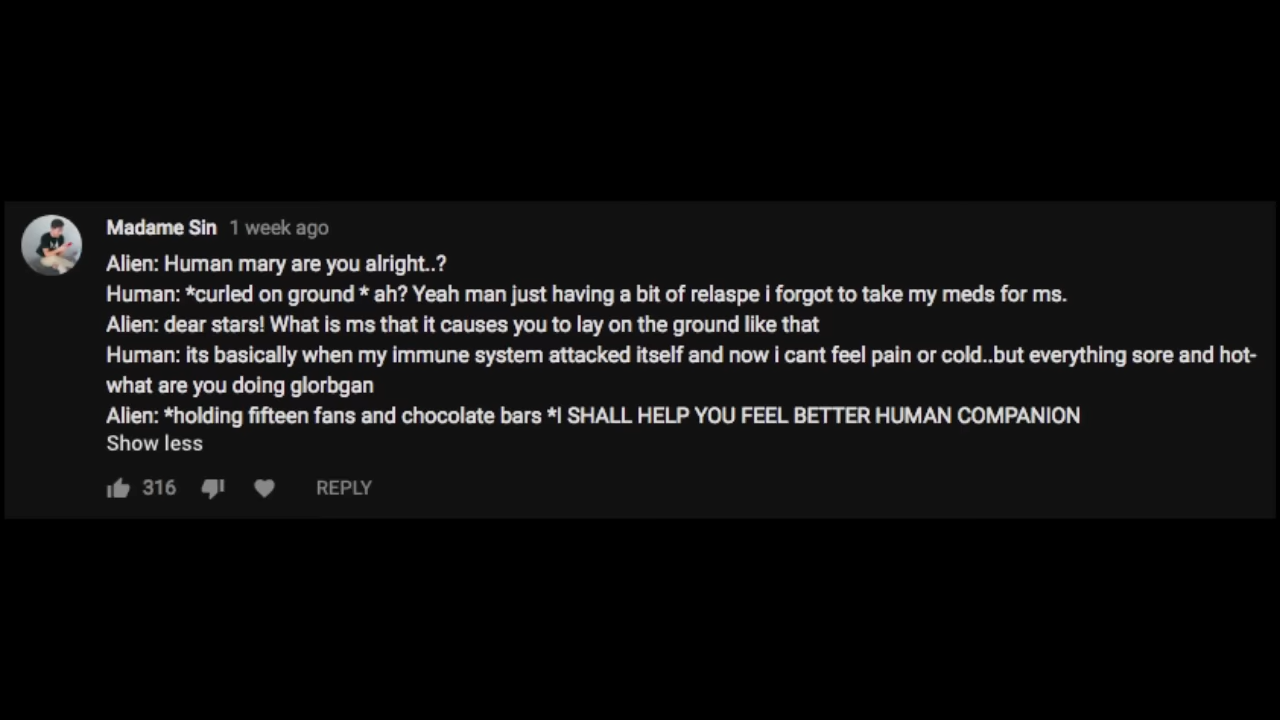 Madame Sin 1 week ago
Alien: Human mary are you alright..?
Human: *curled on ground * ah? Yeah man just having a bit of relaspe i forgot to take my meds for ms.
Alien: dear stars! What is ms that it causes you to lay on the ground like that
Human: its basically when my immune system attacked itself and now i cant feel pain or cold..but everything sore and hot-
what are you doing glorbgan
Alien: *holding fifteen fans and chocolate bars *I SHALL HELP YOU FEEL BETTER HUMAN COMPANION
Show less
316 REPLY